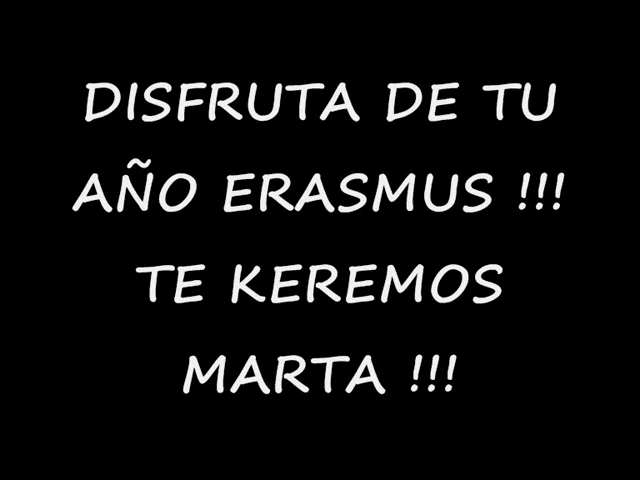 DISFRUTA DE TU
AÑO ERASMUS !!!
TE KEREMOS
MARTA !!!